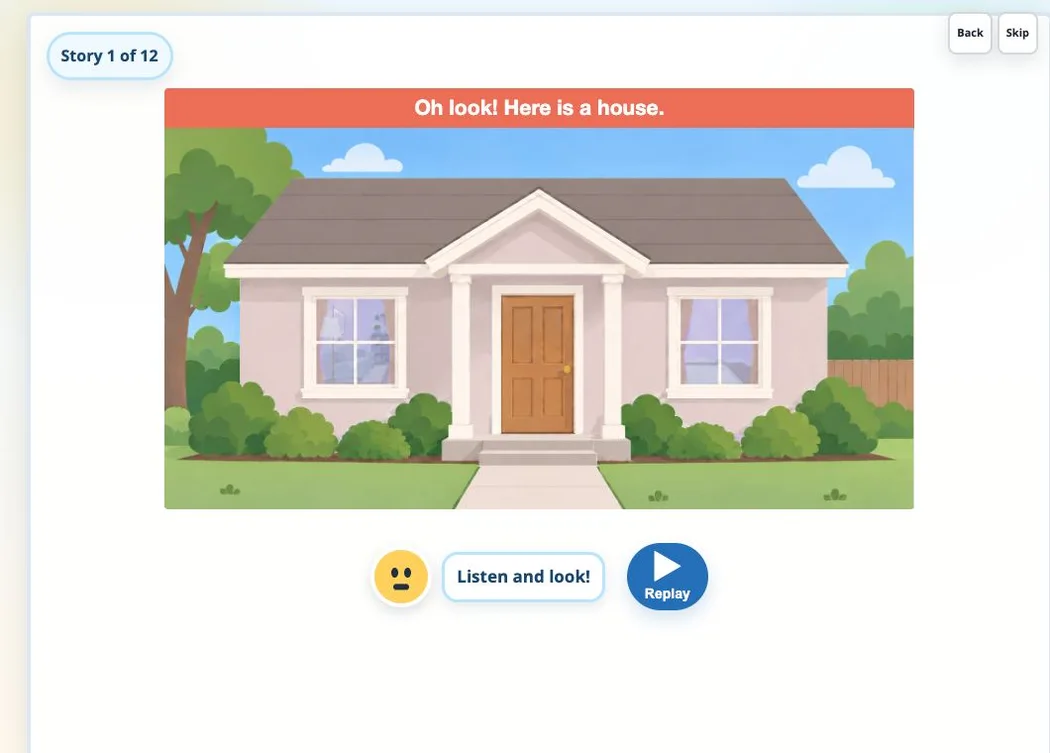 Back
Skip
Story 1 of 12
Oh look! Here is a house.
Listen and look!
Replay